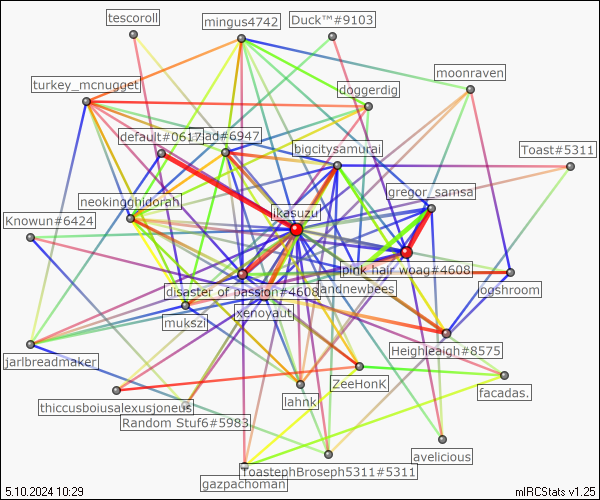 tescoroll
mingus4742
Duck™#9103
moonraven
turkey_mcnugget
doggerdig
default#0617
lad#6947
bigcitysamurai
Toast#5311
gregor_samsa
neokingghidorah
ikasuzu
Knowun#6424
pink hair woag#4608
disaster of passion#4608
andnewbees
ogshroom
mukszi
xenoyaut
jarlbreadmaker
Heighleaigh#8575
ZeeHonK
facadas.
thiccusboiusalexusjoneus
lahnk
Random Stuf6#5983
avelicious
ToastephBroseph5311#5311
gazpachoman
5.10.2024 10:29
mIRCStats v1.25